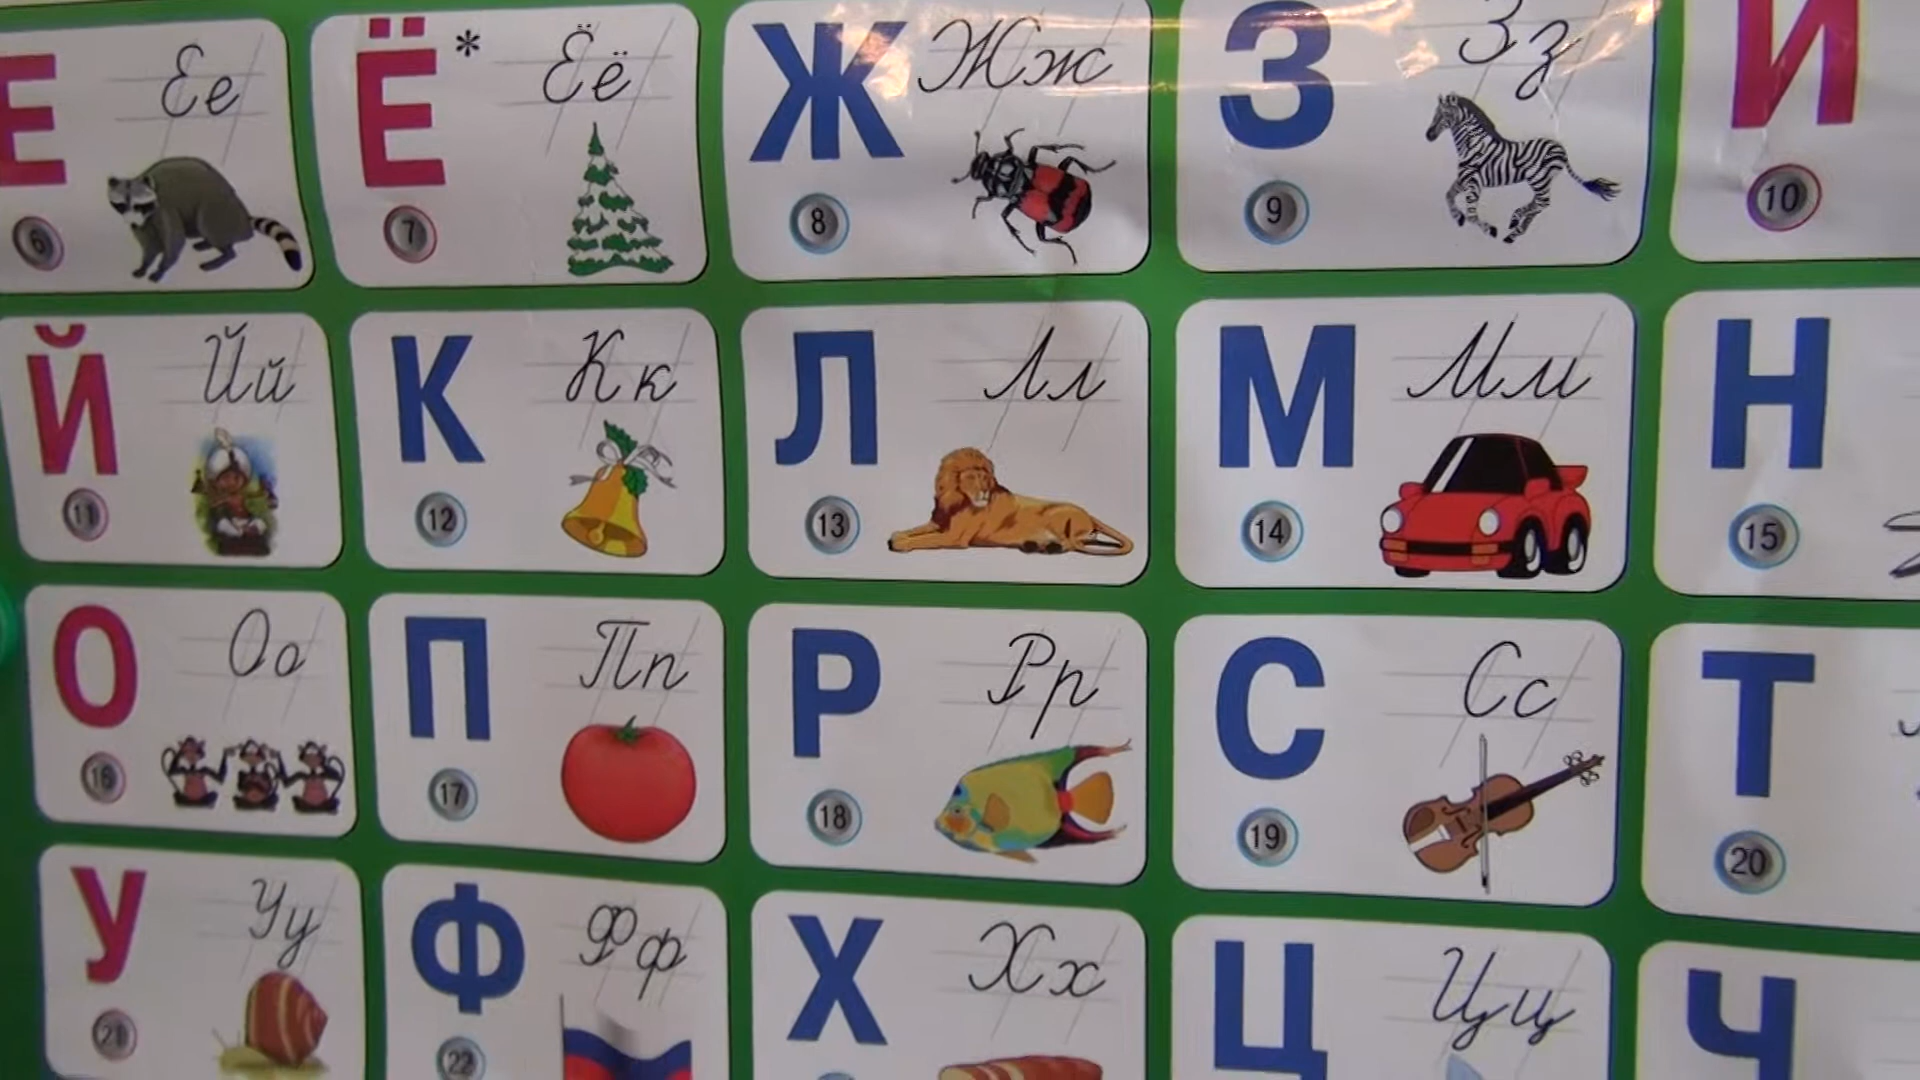 Е Ее
6
Ё* Ёё
7
Ж Жж
8
З Зз
9
И
10
Й Йй
11
К Кк
12
Л Лл
13
М Мм
14
Н
15
О Оо
16
П Пп
17
Р Рр
18
С Сс
19
Т
20
У Уу
21
Ф Фф
22
Х Хх
Ц Цц
Ч